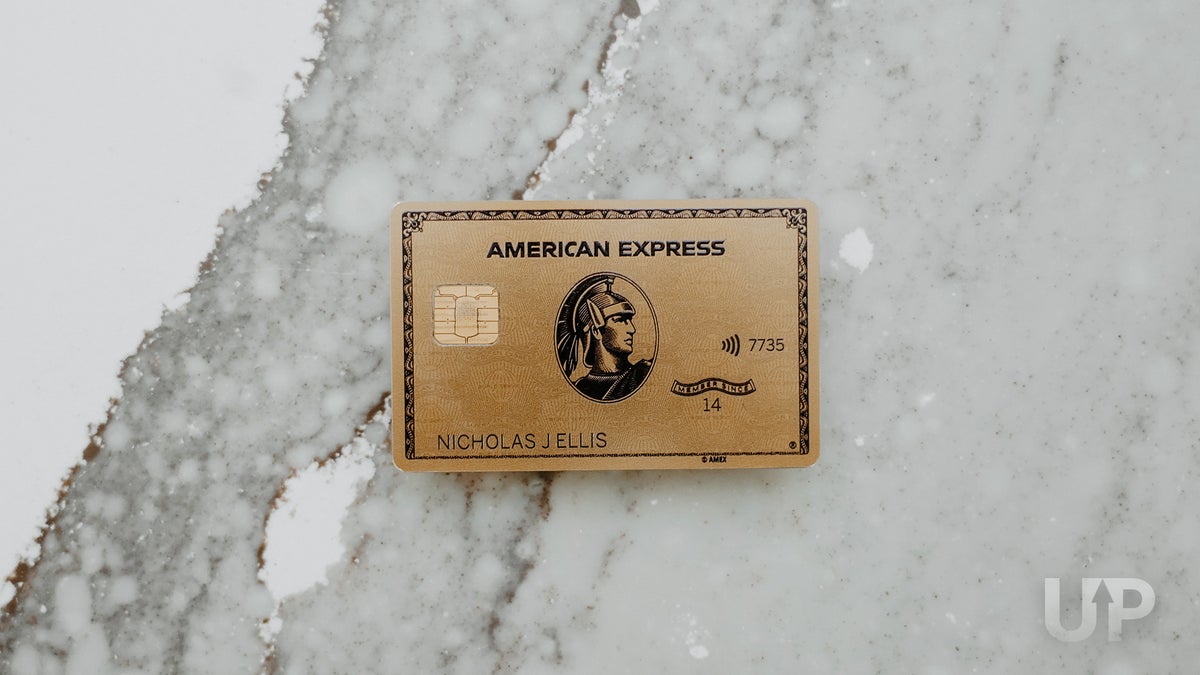 AMERICAN EXPRESS
7735
MEMBER SINCE
14
NICHOLAS J ELLIS
®
© AMEX
UP